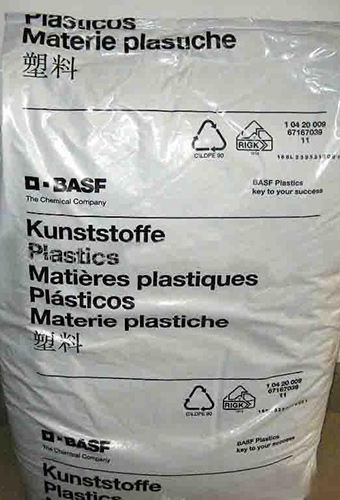 Plásticos
Materie plastiche
塑料
C\LDPE 90
RIGK
1 04 20 009
67167039
11
BASF
The Chemical Company
BASF Plastics
key to your success
Kunststoffe
Plastics
Matières plastiques
Plásticos
Materie plastiche
塑料
C\LDPE 90
RIGK
1 04 20 009
67167039
11
BASF
The Chemical Company
BASF Plastics
key to your success
Kunststoffe
Plastics